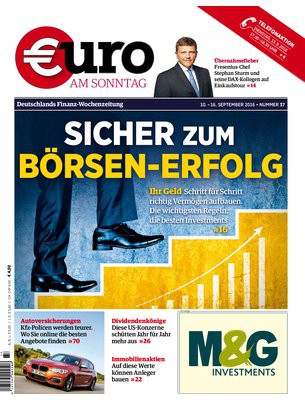 €uro
AM SONNTAG
Übernahmefieber
Fresenius-Chef
Stephan Sturm und
seine DAX-Kollegen auf
Einkaufstour »14
TELEFONAKTION
Deutschlands Finanz-Wochenzeitung
10. – 16. SEPTEMBER 2016 • NUMMER 37
SICHER ZUM
BÖRSEN-ERFOLG
Ihr Geld Schritt für Schritt
richtig Vermögen aufbauen.
Die wichtigsten Regeln,
die besten Investments
»16
Autoversicherungen
Kfz-Policen werden teurer.
Wo Sie online die besten
Angebote finden »70
Dividendenkönige
Diese US-Konzerne
schütten Jahr für Jahr
mehr aus »26
Immobilienaktien
Auf diese Werte
können Anleger
bauen »22
M&G
INVESTMENTS